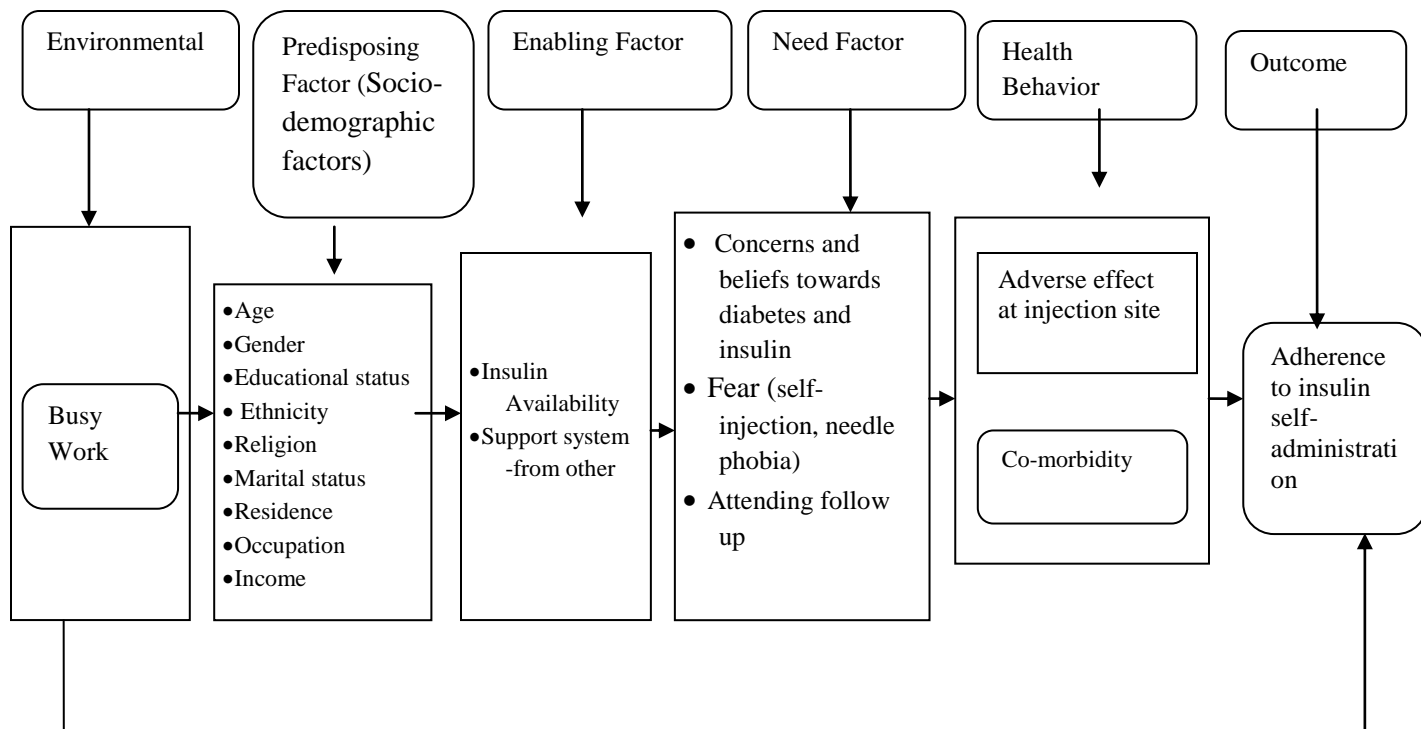 Environmental
Predisposing
Factor (Socio-
demographic
factors)
Enabling Factor
Need Factor
Health
Behavior
Outcome
Busy
Work
•Age
•Gender
•Educational status
• Ethnicity
•Religion
•Marital status
•Residence
•Occupation
•Income
•Insulin
Availability
•Support system
-from other
• Concerns and
beliefs towards
diabetes and
insulin
• Fear (self-
injection, needle
phobia)
• Attending follow
up
Adverse effect
at injection site
Co-morbidity
Adherence
to insulin
self-
administrati
on